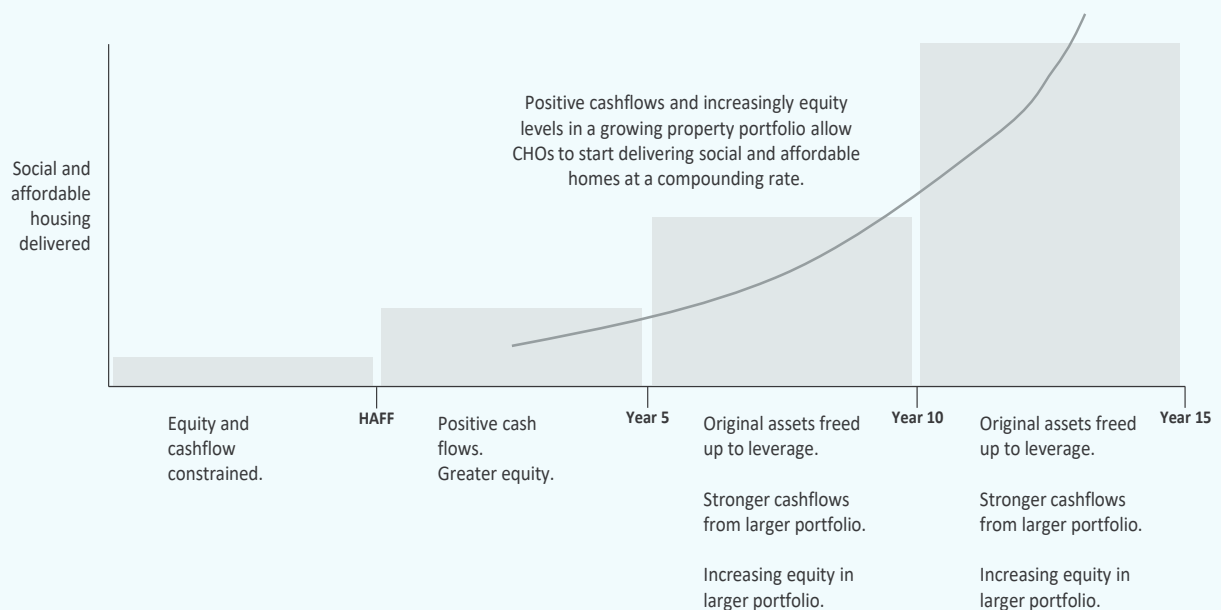 Positive cashflows and increasingly equity
levels in a growing property portfolio allow
CHOs to start delivering social and affordable
homes at a compounding rate.
Social and
affordable
housing
delivered
HAFF
Year 5
Year 10
Year 15
Equity and
cashflow
constrained.
Positive cash
flows.
Greater equity.
Original assets freed
up to leverage.
Stronger cashflows
from larger portfolio.
Increasing equity in
larger portfolio.
Original assets freed
up to leverage.
Stronger cashflows
from larger portfolio.
Increasing equity in
larger portfolio.